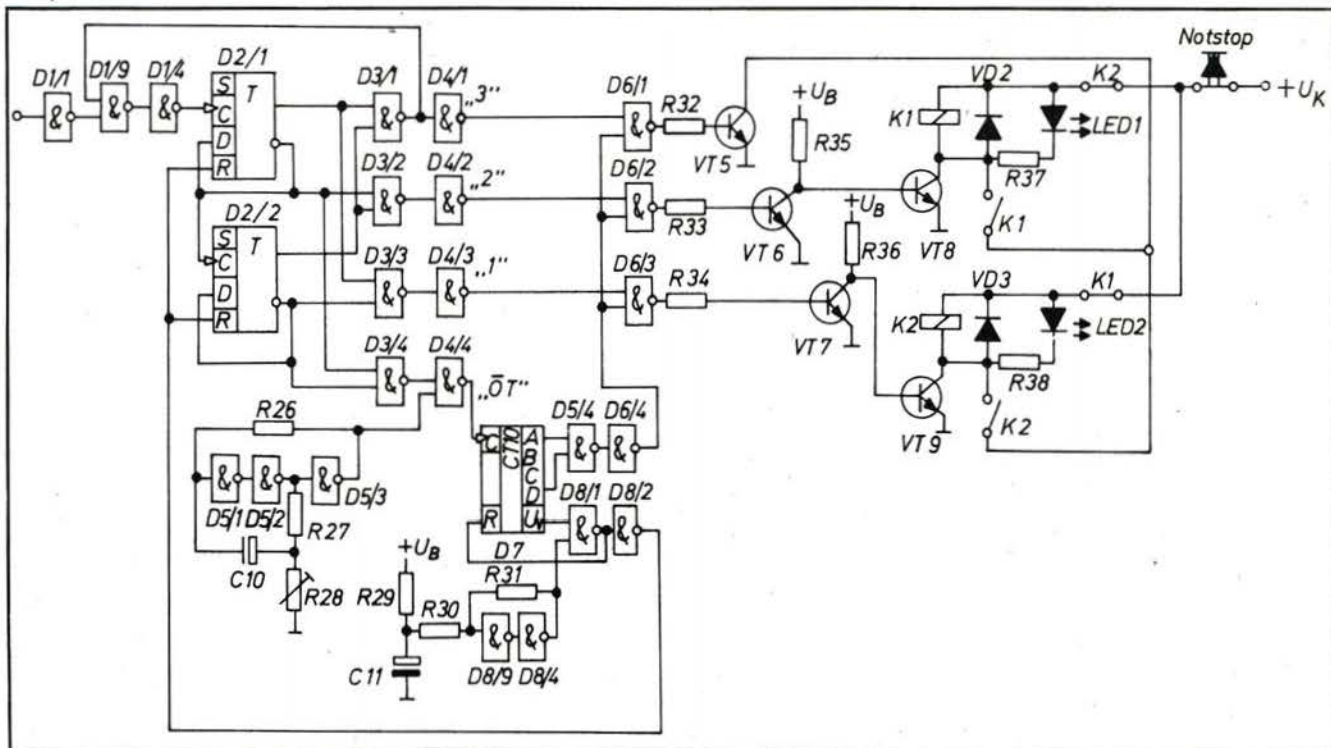 Notstop
+U_K
D1/1
D1/9
D1/4
D2/1
S
C
D
R
T
D3/1
D4/1
„3"
D6/1
R32
VT5
+U_B
R35
VD2
K2
K1
LED1
R37
K1
VT8
&
&
&
&
&
&
D3/2
D4/2
„2"
D6/2
R33
VT6
&
&
&
+U_B
R36
D2/2
S
C
D
R
T
D3/3
D4/3
„1"
D6/3
R34
VT7
&
&
&
VD3
K1
K2
LED2
R38
K2
VT9
D3/4
D4/4
„O̅T"
&
&
R26
D5/1
D5/2
D5/3
&
&
&
R27
C10
R28
C
CT10
A
B
C
D
R
Ü
D7
D5/4
D6/4
&
&
D8/1
D8/2
&
&
+U_B
R29
R30
R31
C11
&
&
D8/9
D8/4